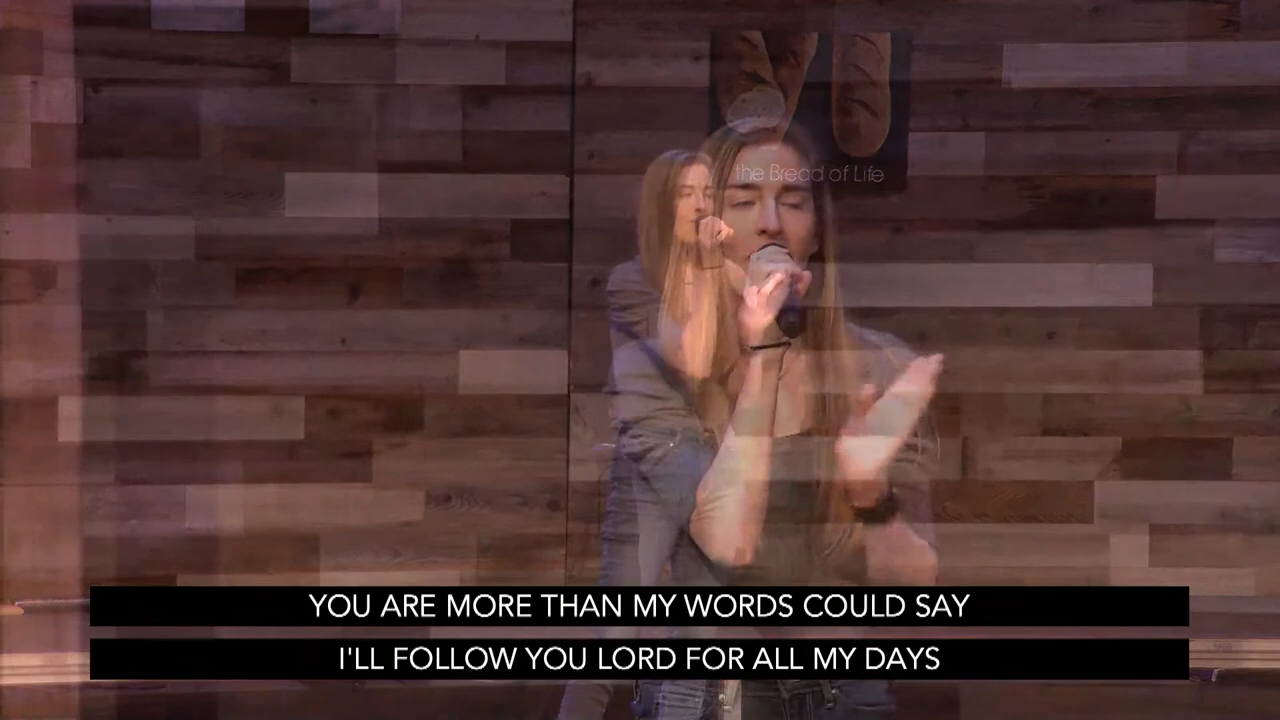 the Bread of Life
YOU ARE MORE THAN MY WORDS COULD SAY
I'LL FOLLOW YOU LORD FOR ALL MY DAYS